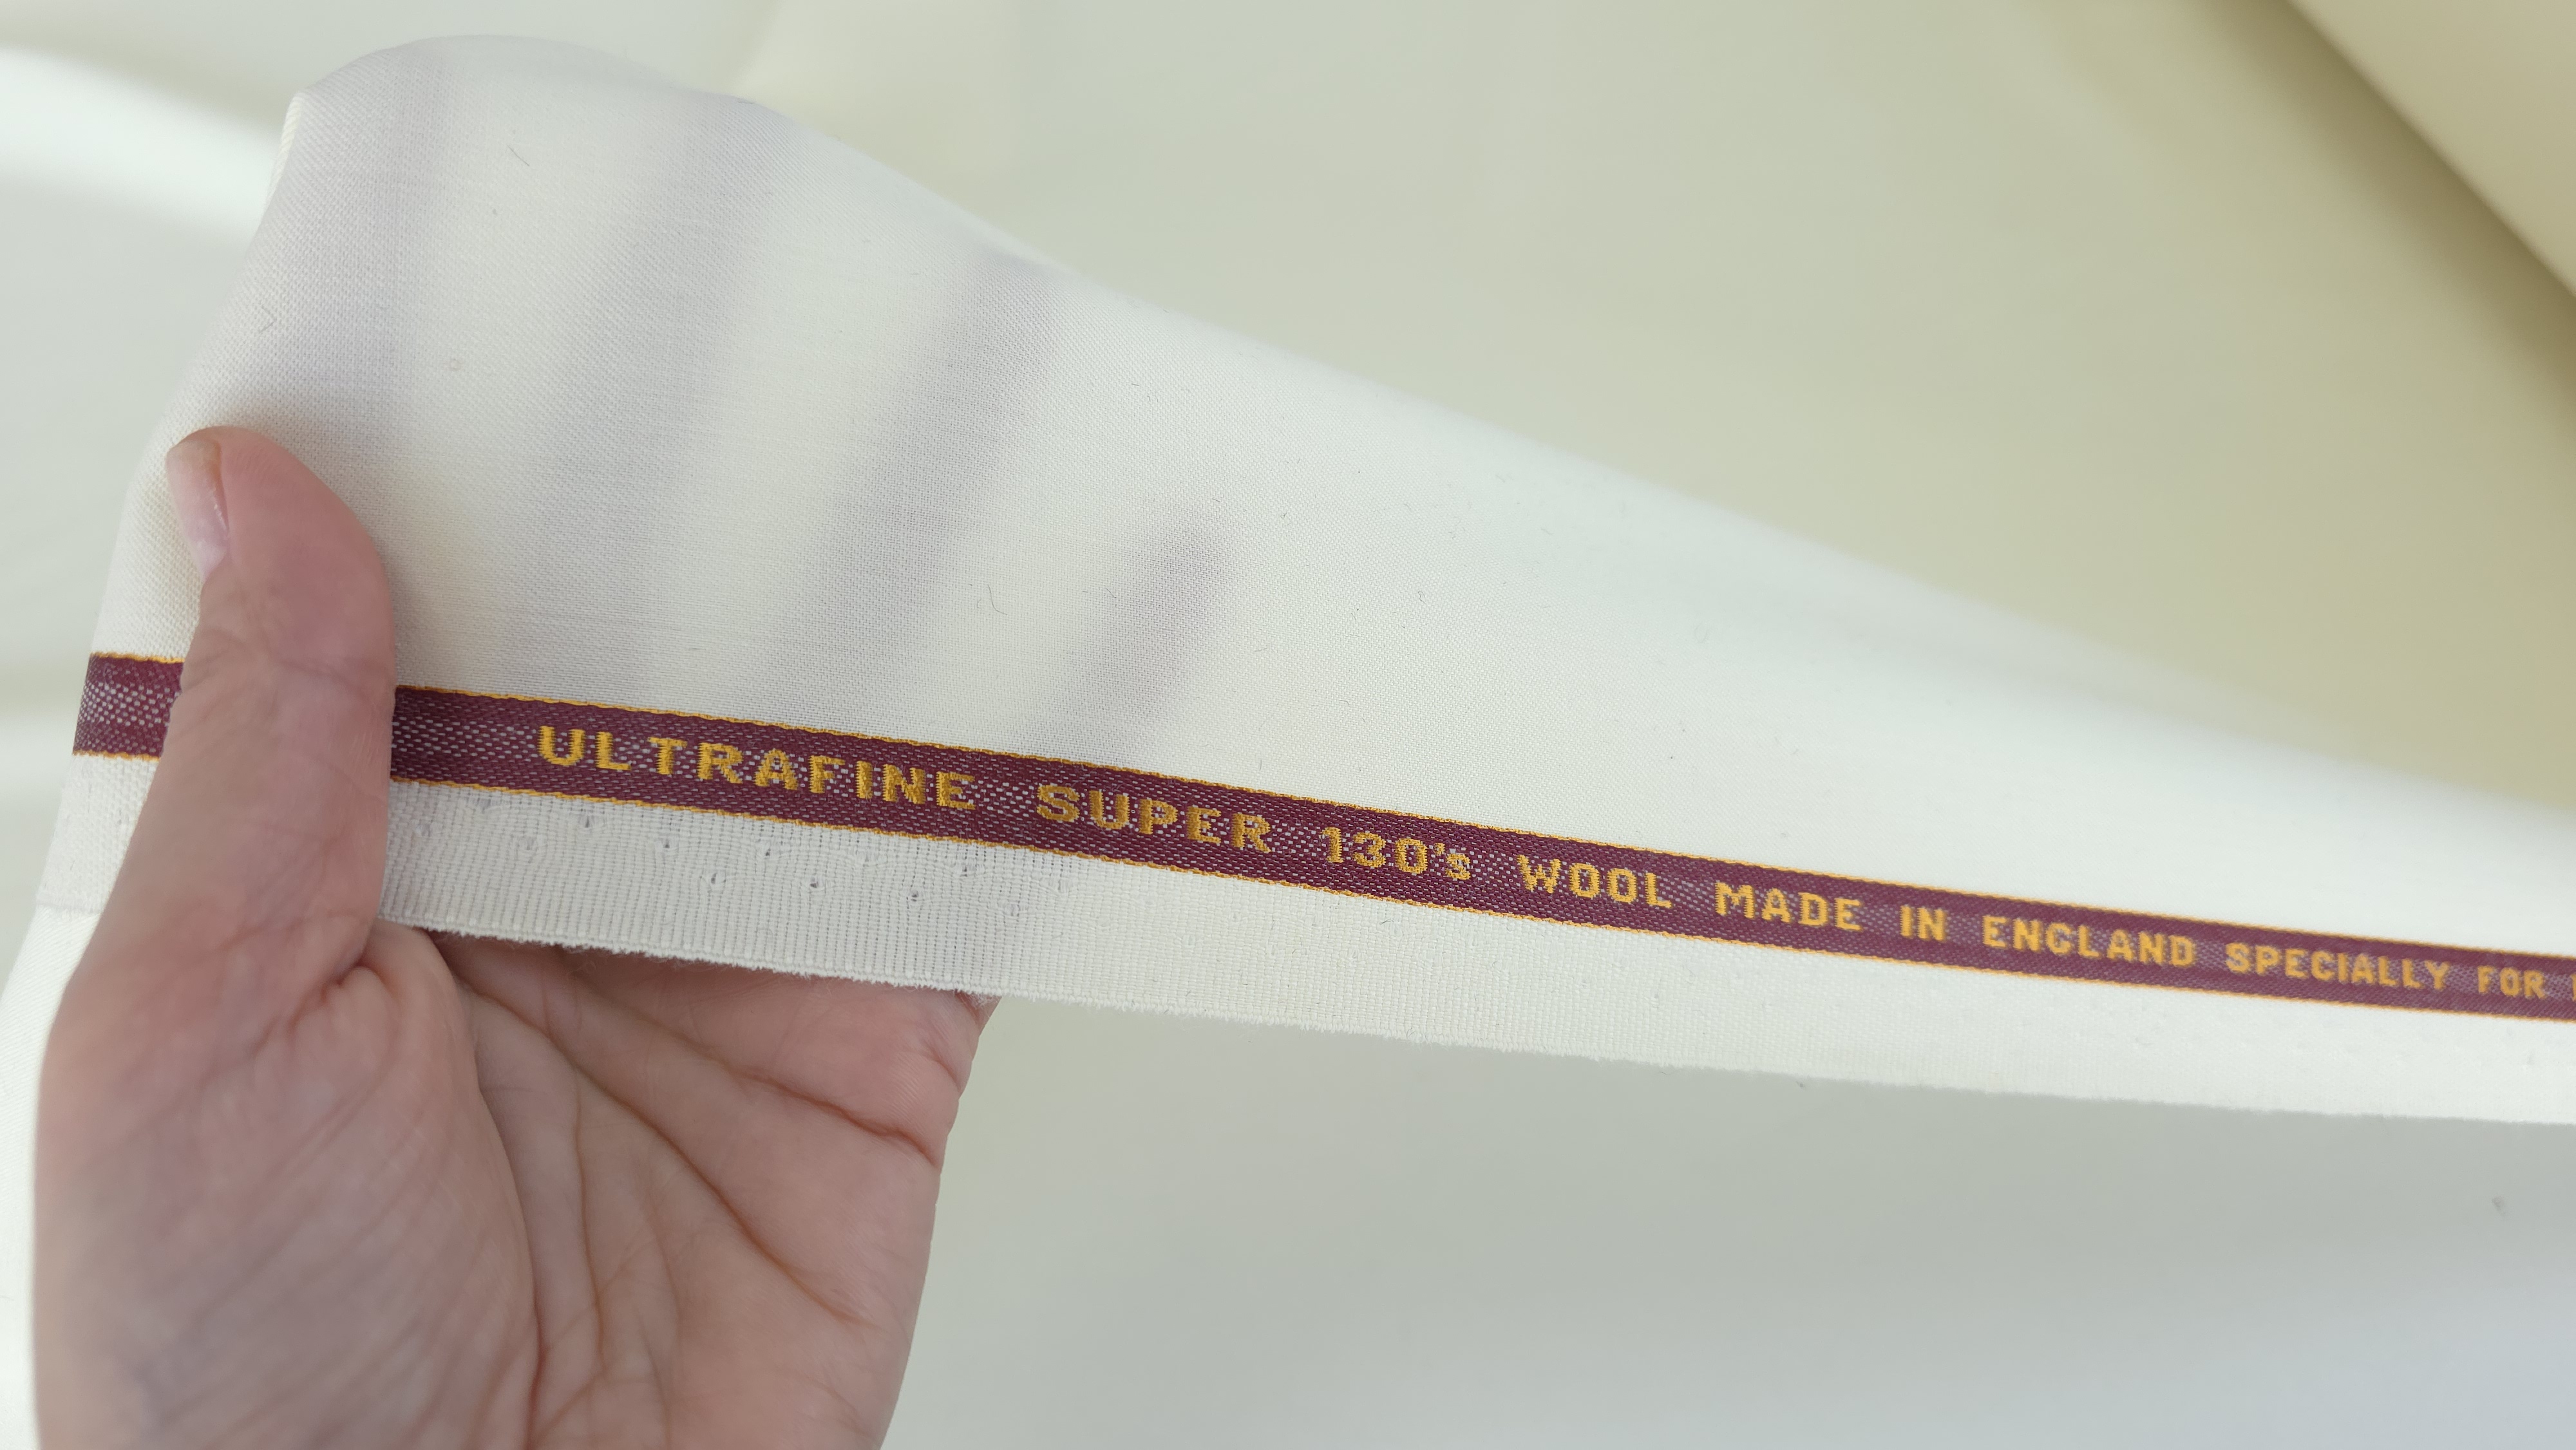 ULTRAFINE SUPER 130's WOOL MADE IN ENGLAND SPECIALLY FOR